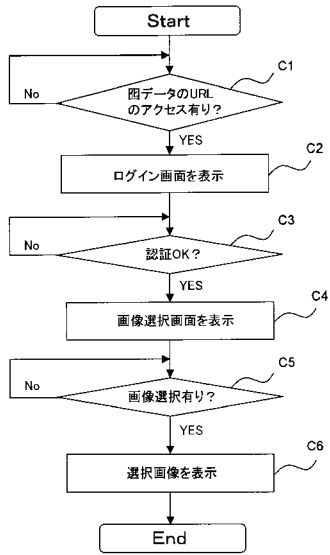 Start
C1
図データのURL
のアクセス有り？
No
YES
C2
ログイン画面を表示
C3
認証OK？
No
YES
C4
画像選択画面を表示
C5
画像選択有り？
No
YES
C6
選択画像を表示
End